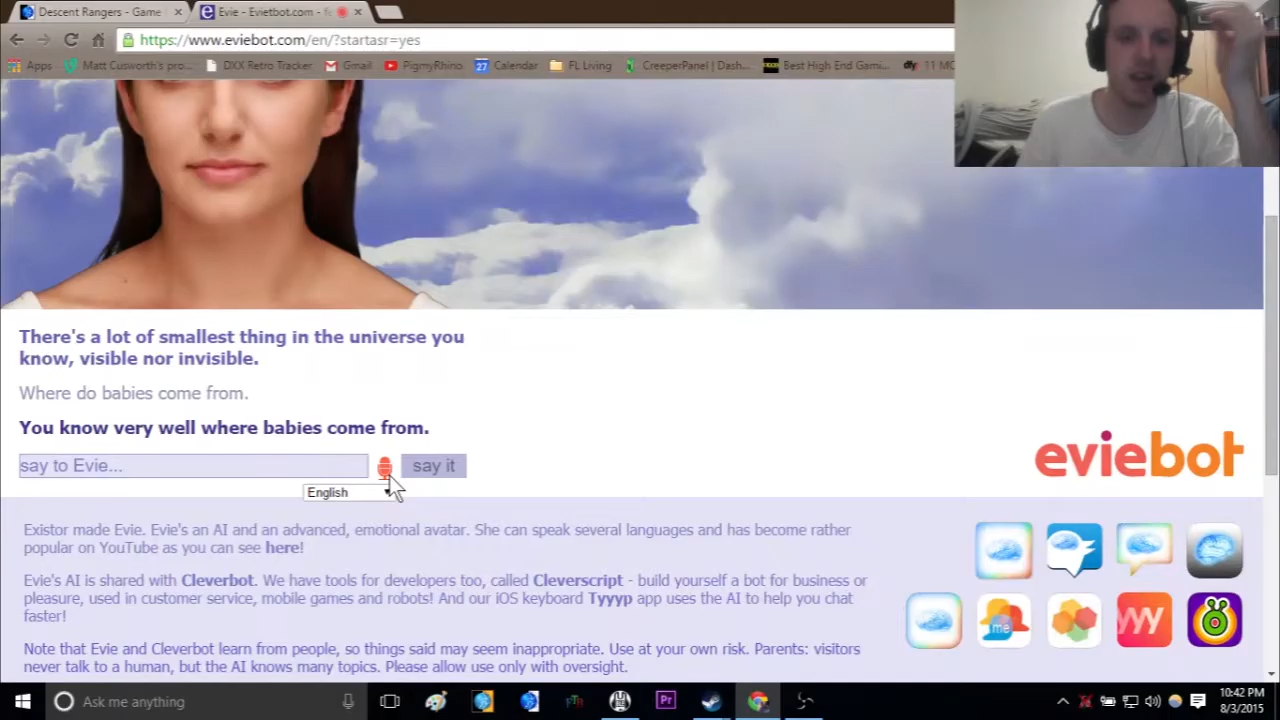 Descent Rangers - Game
Evie - Eviebot.com - f
https://www.eviebot.com/en/?startasr=yes
Apps Matt Cusworth's pro... DXX Retro Tracker Gmail PigmyRhino 27 Calendar FL Living CreeperPanel | Dash... Best High End Gami... 11 MO
There's a lot of smallest thing in the universe you
know, visible nor invisible.
Where do babies come from.
You know very well where babies come from.
say to Evie... say it
English
eviebot
Existor made Evie. Evie's an AI and an advanced, emotional avatar. She can speak several languages and has become rather
popular on YouTube as you can see here!
Evie's AI is shared with Cleverbot. We have tools for developers too, called Cleverscript - build yourself a bot for business or
pleasure, used in customer service, mobile games and robots! And our iOS keyboard Tyyyp app uses the AI to help you chat
faster!
me
yyy
Note that Evie and Cleverbot learn from people, so things said may seem inappropriate. Use at your own risk. Parents: visitors
never talk to a human, but the AI knows many topics. Please allow use only with oversight.
Ask me anything
Pr
10:42 PM
8/3/2015